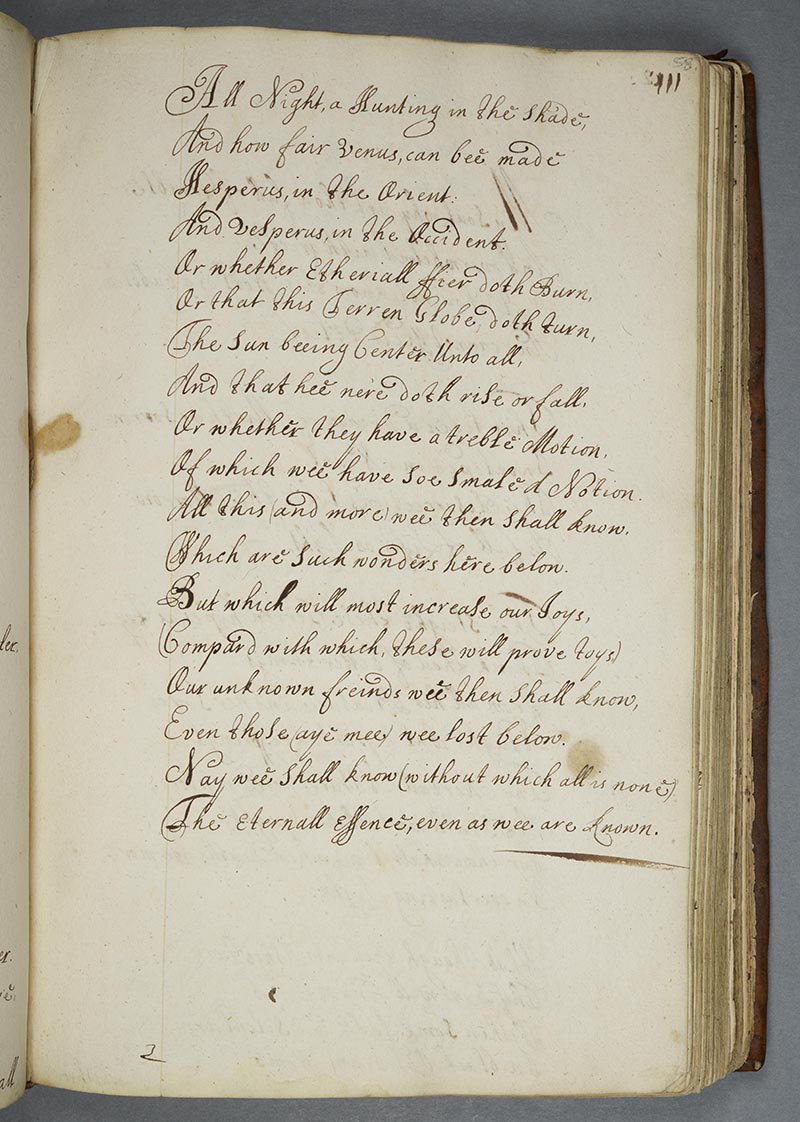 58
111
All Night, a Hunting in the shade,
And how fair Venus, can bee made
Hesperus, in the Orient:
And Vesperus, in the Occident.
Or whether Etheriall ffier doth Burn,
Or that this Terren Globe, doth turn,
The Sun beeing Center Unto all,
And that hee ne're doth rise or fall,
Or whether they have a treble Motion,
Of which wee have soe smale a Notion.
All this (and more) wee then shall know,
Which are such wonders here below.
But which will most increase our Joys,
(Compar'd with which, these will prove toys)
Our unknown freinds wee then shall know,
Even those (aye mee) wee lost below.
Nay wee shall know (without which all is none)
The Eternall Essence, even as wee are known.
ler.
er.
all